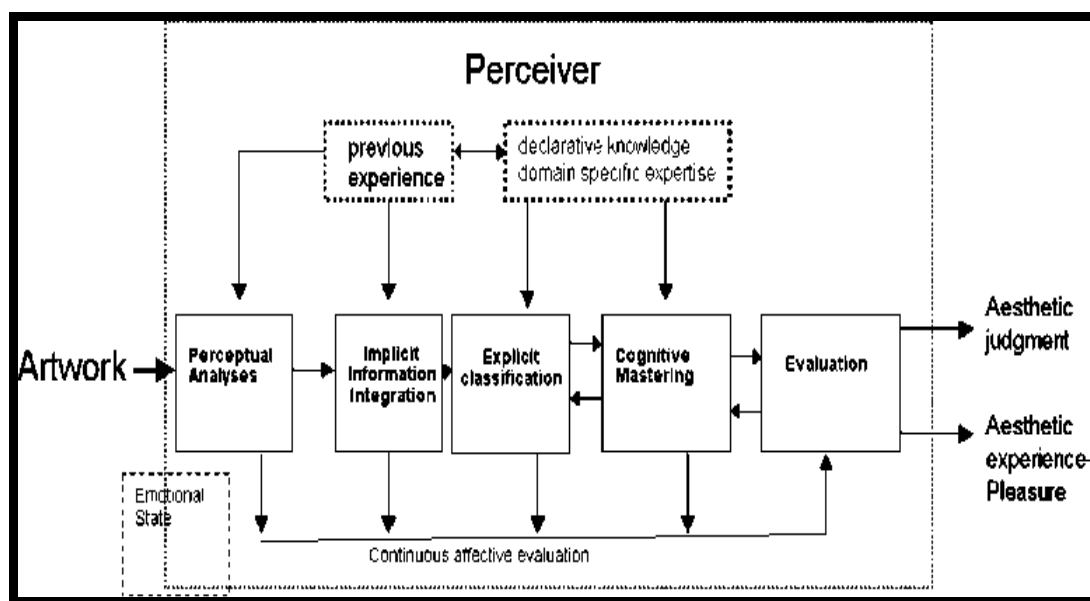 Perceiver
previous
experience
declarative knowledge
domain specific expertise
Artwork
Perceptual
Analyses
Implicit
Information
Integration
Explicit
classification
Cognitive
Mastering
Evaluation
Aesthetic
judgment
Aesthetic
experience-
Pleasure
Emotional
State
Continuous affective evaluation